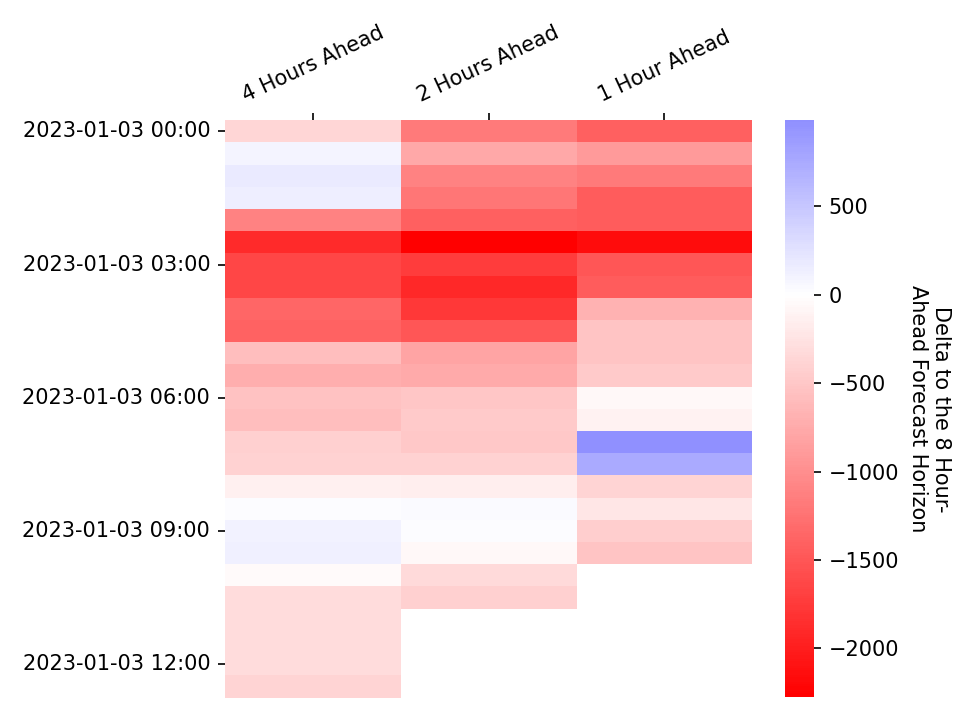 4 Hours Ahead
2 Hours Ahead
1 Hour Ahead
2023-01-03 00:00
2023-01-03 03:00
2023-01-03 06:00
2023-01-03 09:00
2023-01-03 12:00
500
0
−500
−1000
−1500
−2000
Delta to the 8 Hour-
Ahead Forecast Horizon